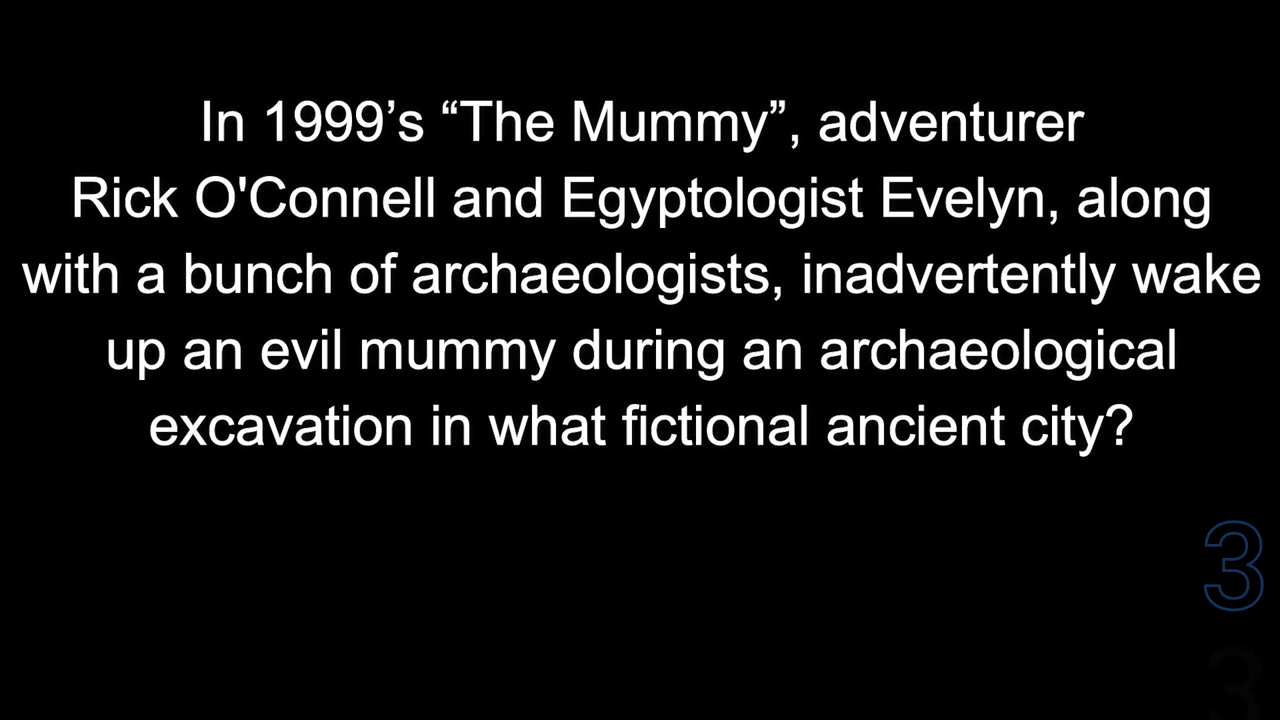 In 1999’s “The Mummy”, adventurer
Rick O'Connell and Egyptologist Evelyn, along
with a bunch of archaeologists, inadvertently wake
up an evil mummy during an archaeological
excavation in what fictional ancient city?
3
3